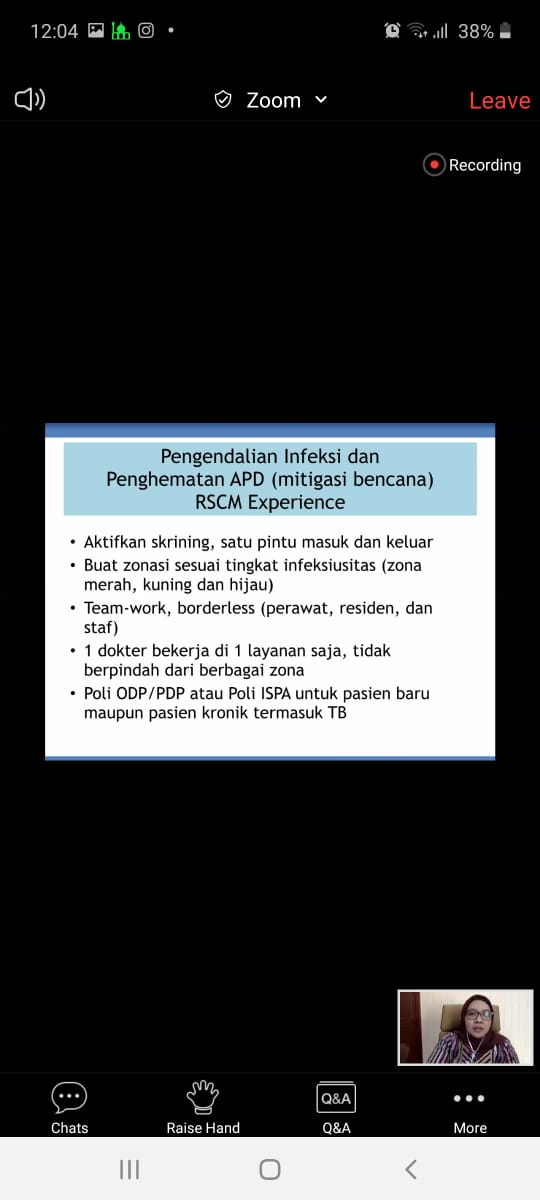 12:04
38%
Zoom
Leave
Recording
Pengendalian Infeksi dan
Penghematan APD (mitigasi bencana)
RSCM Experience
• Aktifkan skrining, satu pintu masuk dan keluar
• Buat zonasi sesuai tingkat infeksiusitas (zona
merah, kuning dan hijau)
• Team-work, borderless (perawat, residen, dan
staf)
• 1 dokter bekerja di 1 layanan saja, tidak
berpindah dari berbagai zona
• Poli ODP/PDP atau Poli ISPA untuk pasien baru
maupun pasien kronik termasuk TB
Q&A
Chats
Raise Hand
Q&A
More